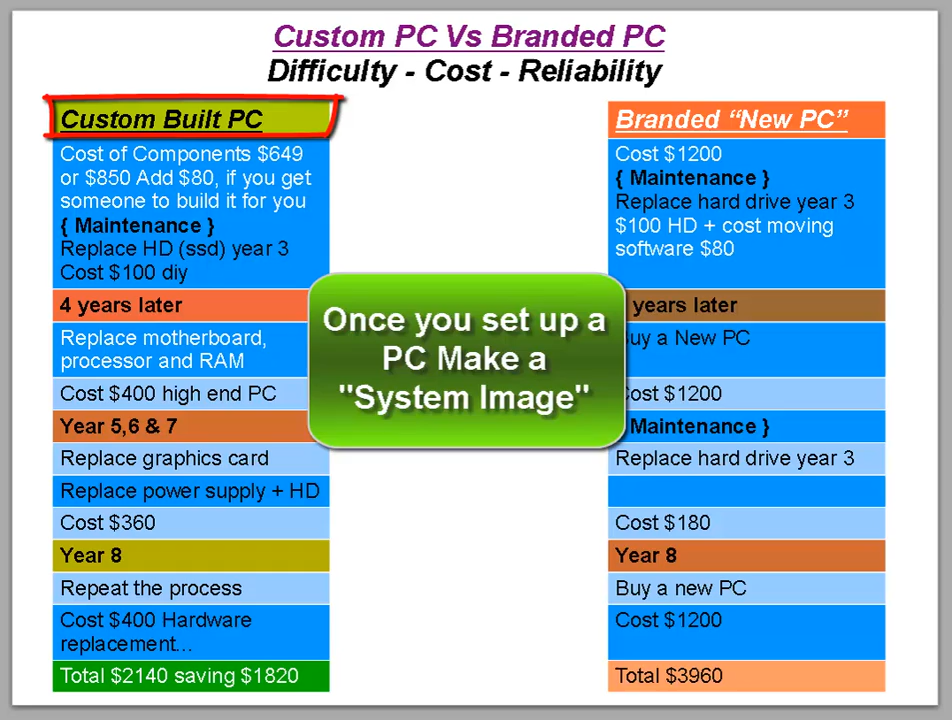 Custom PC Vs Branded PC
Difficulty - Cost - Reliability
Custom Built PC
Cost of Components $649
or $850 Add $80, if you get
someone to build it for you
{ Maintenance }
Replace HD (ssd) year 3
Cost $100 diy
4 years later
Replace motherboard,
processor and RAM
Cost $400 high end PC
Year 5,6 & 7
Replace graphics card
Replace power supply + HD
Cost $360
Year 8
Repeat the process
Cost $400 Hardware
replacement...
Total $2140 saving $1820
Once you set up a
PC Make a
"System Image"
Branded “New PC”
Cost $1200
{ Maintenance }
Replace hard drive year 3
$100 HD + cost moving
software $80
years later
uy a New PC
ost $1200
Maintenance }
Replace hard drive year 3
Cost $180
Year 8
Buy a new PC
Cost $1200
Total $3960